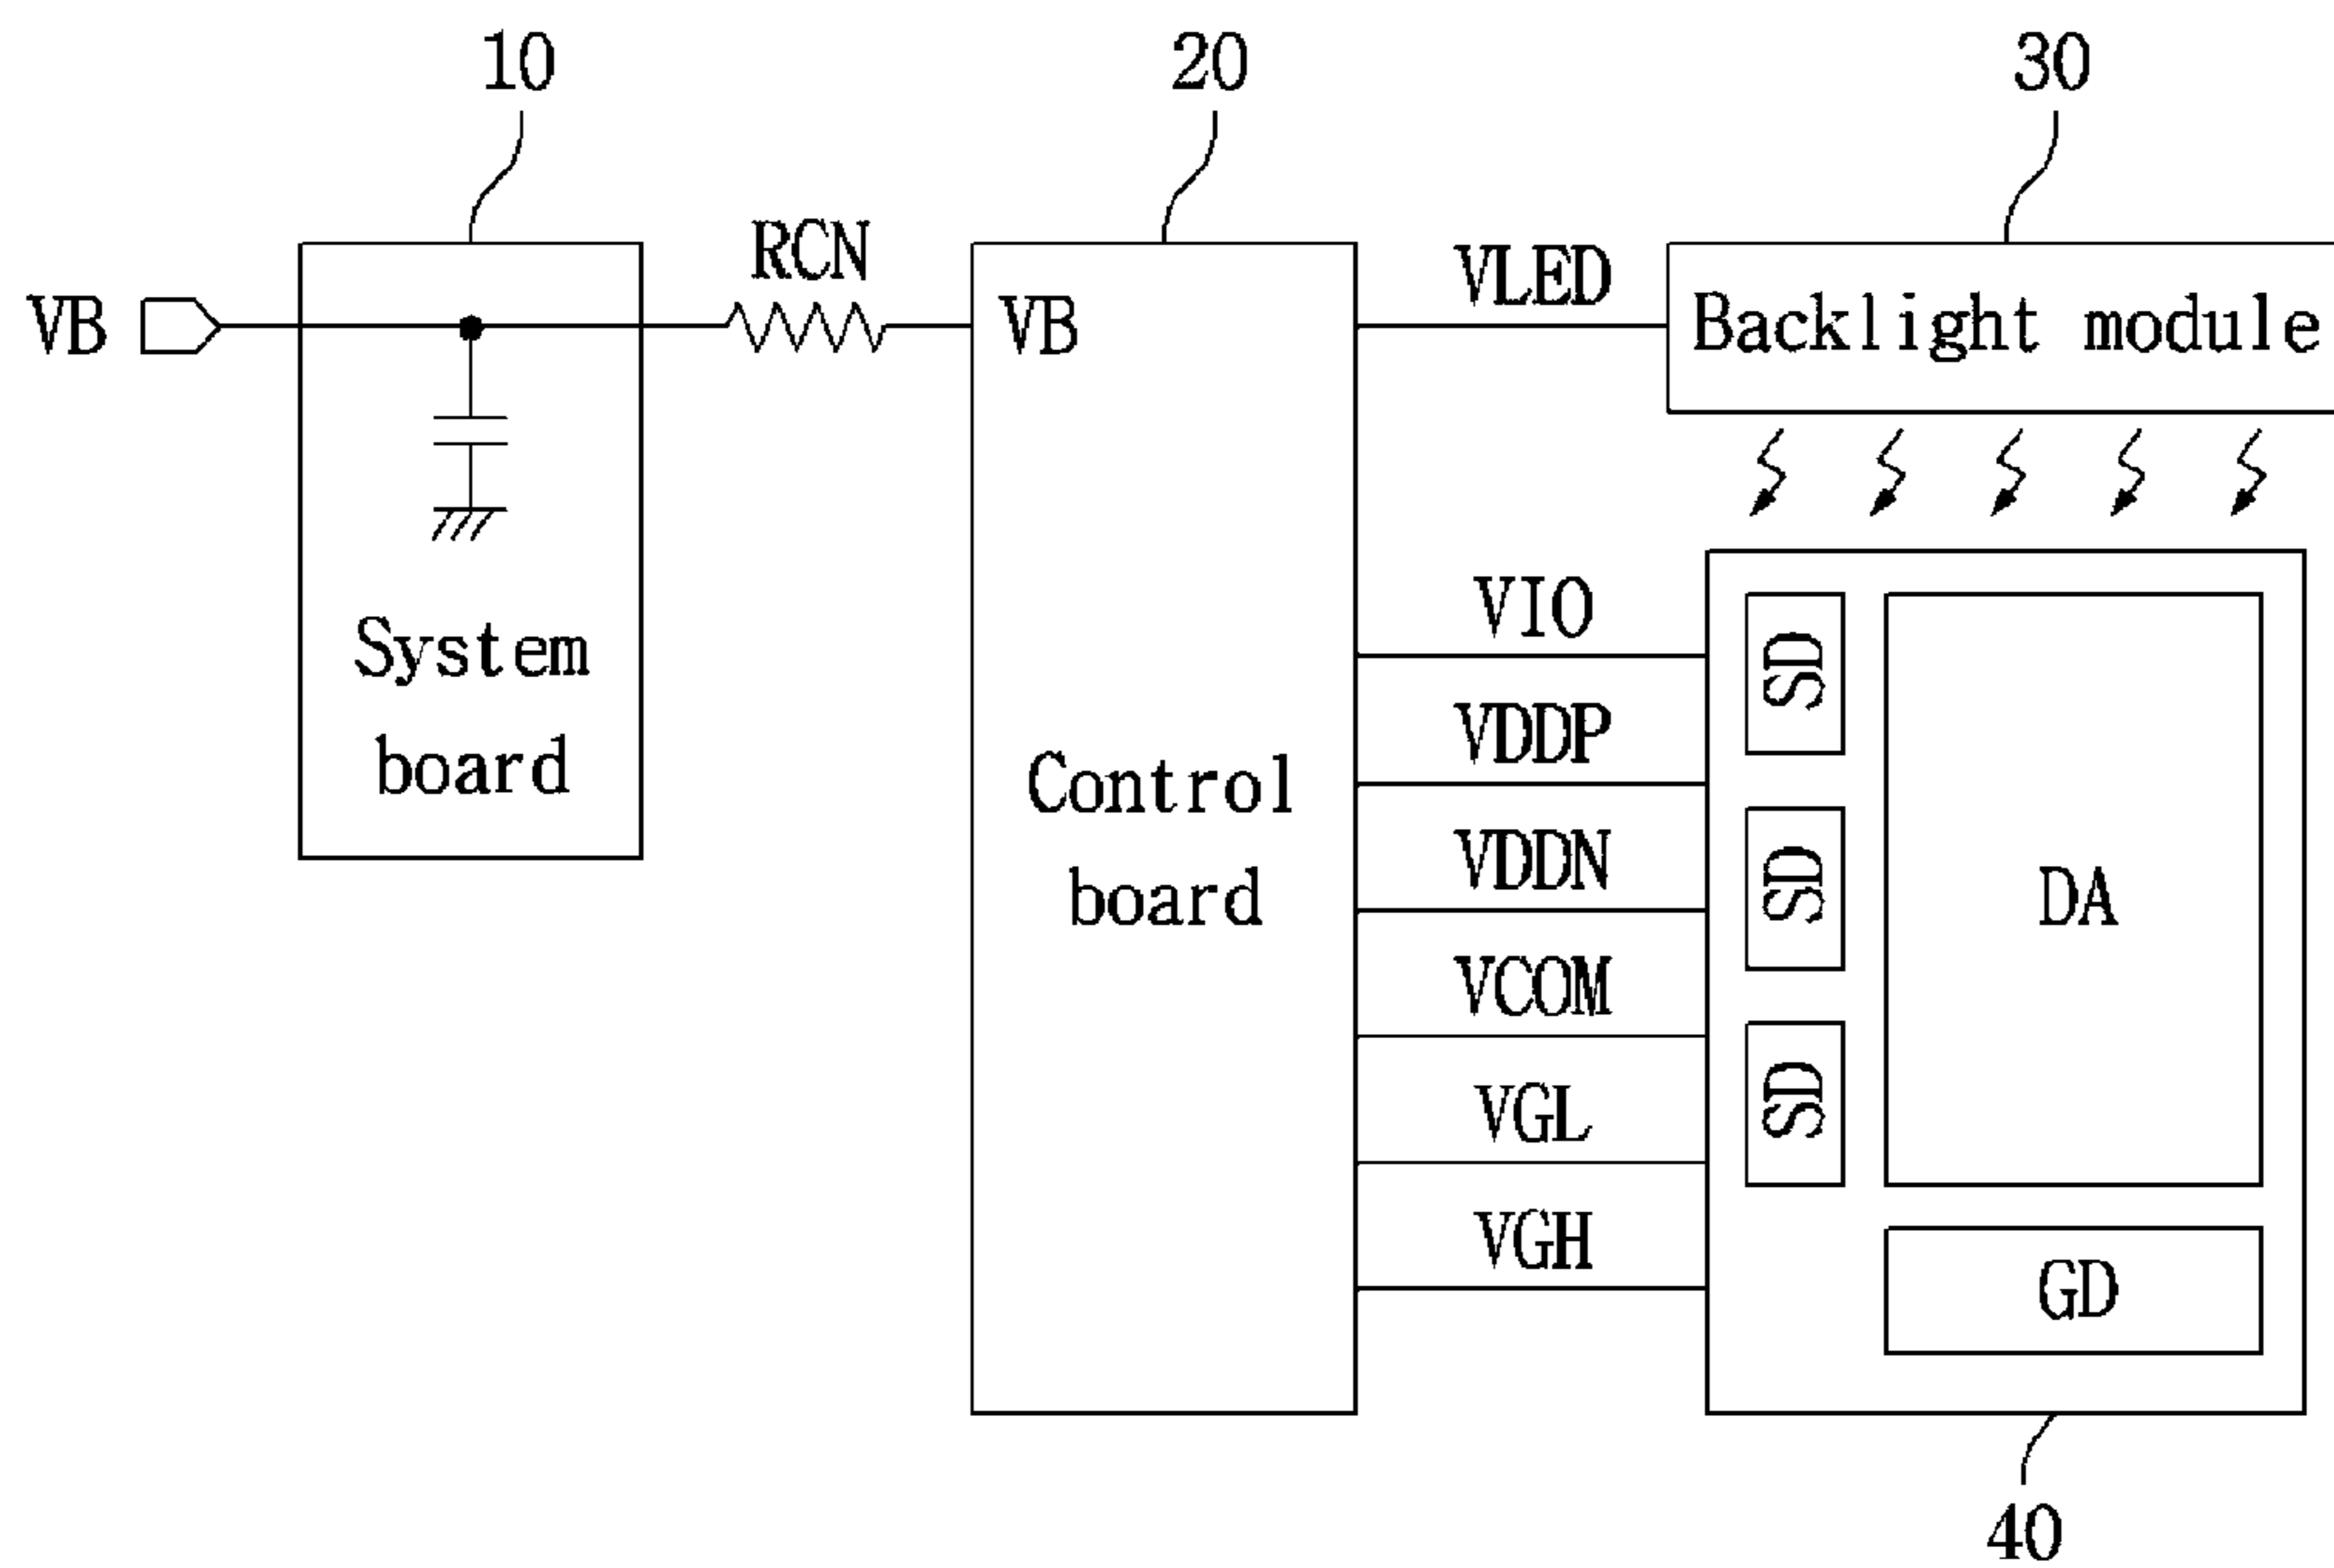 10
20
30
RCN
VLED
VB
VB
Backlight module
VIO
SD
System
board
VDDP
Control
board
VDDN
SD
DA
VCOM
VGL
SD
VGH
GD
40